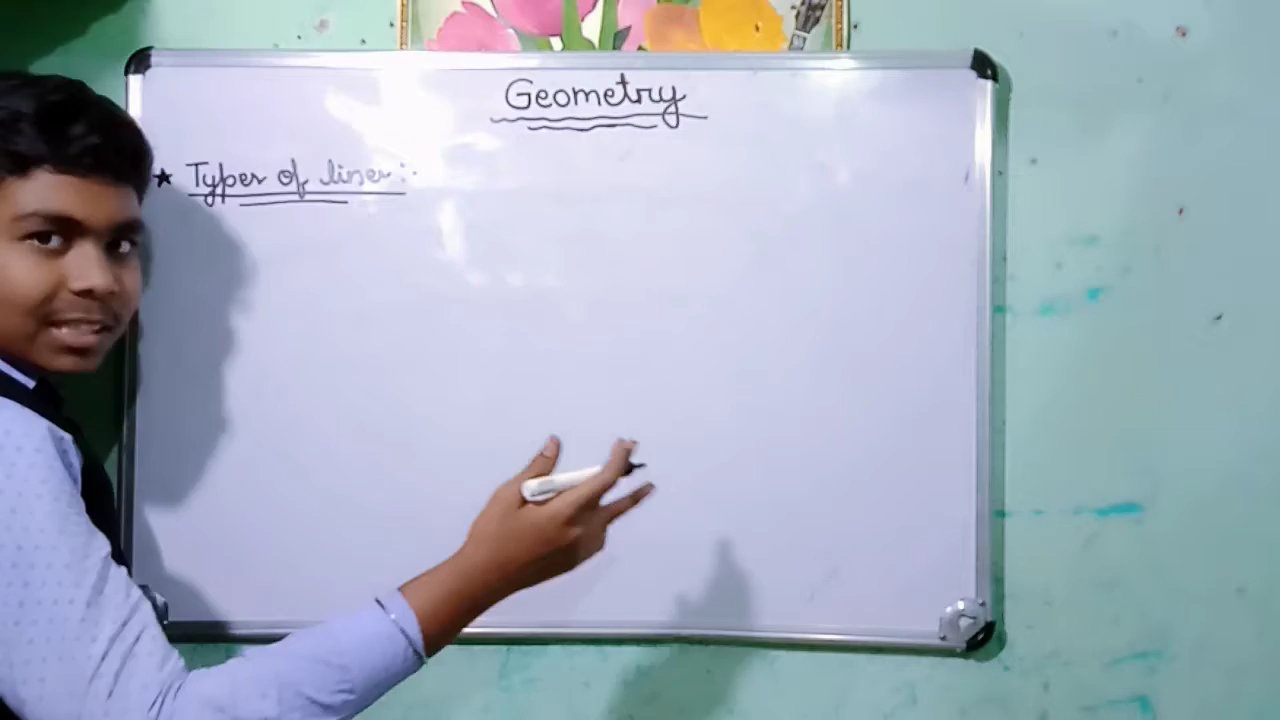 Geometry
★ Types of lines :-